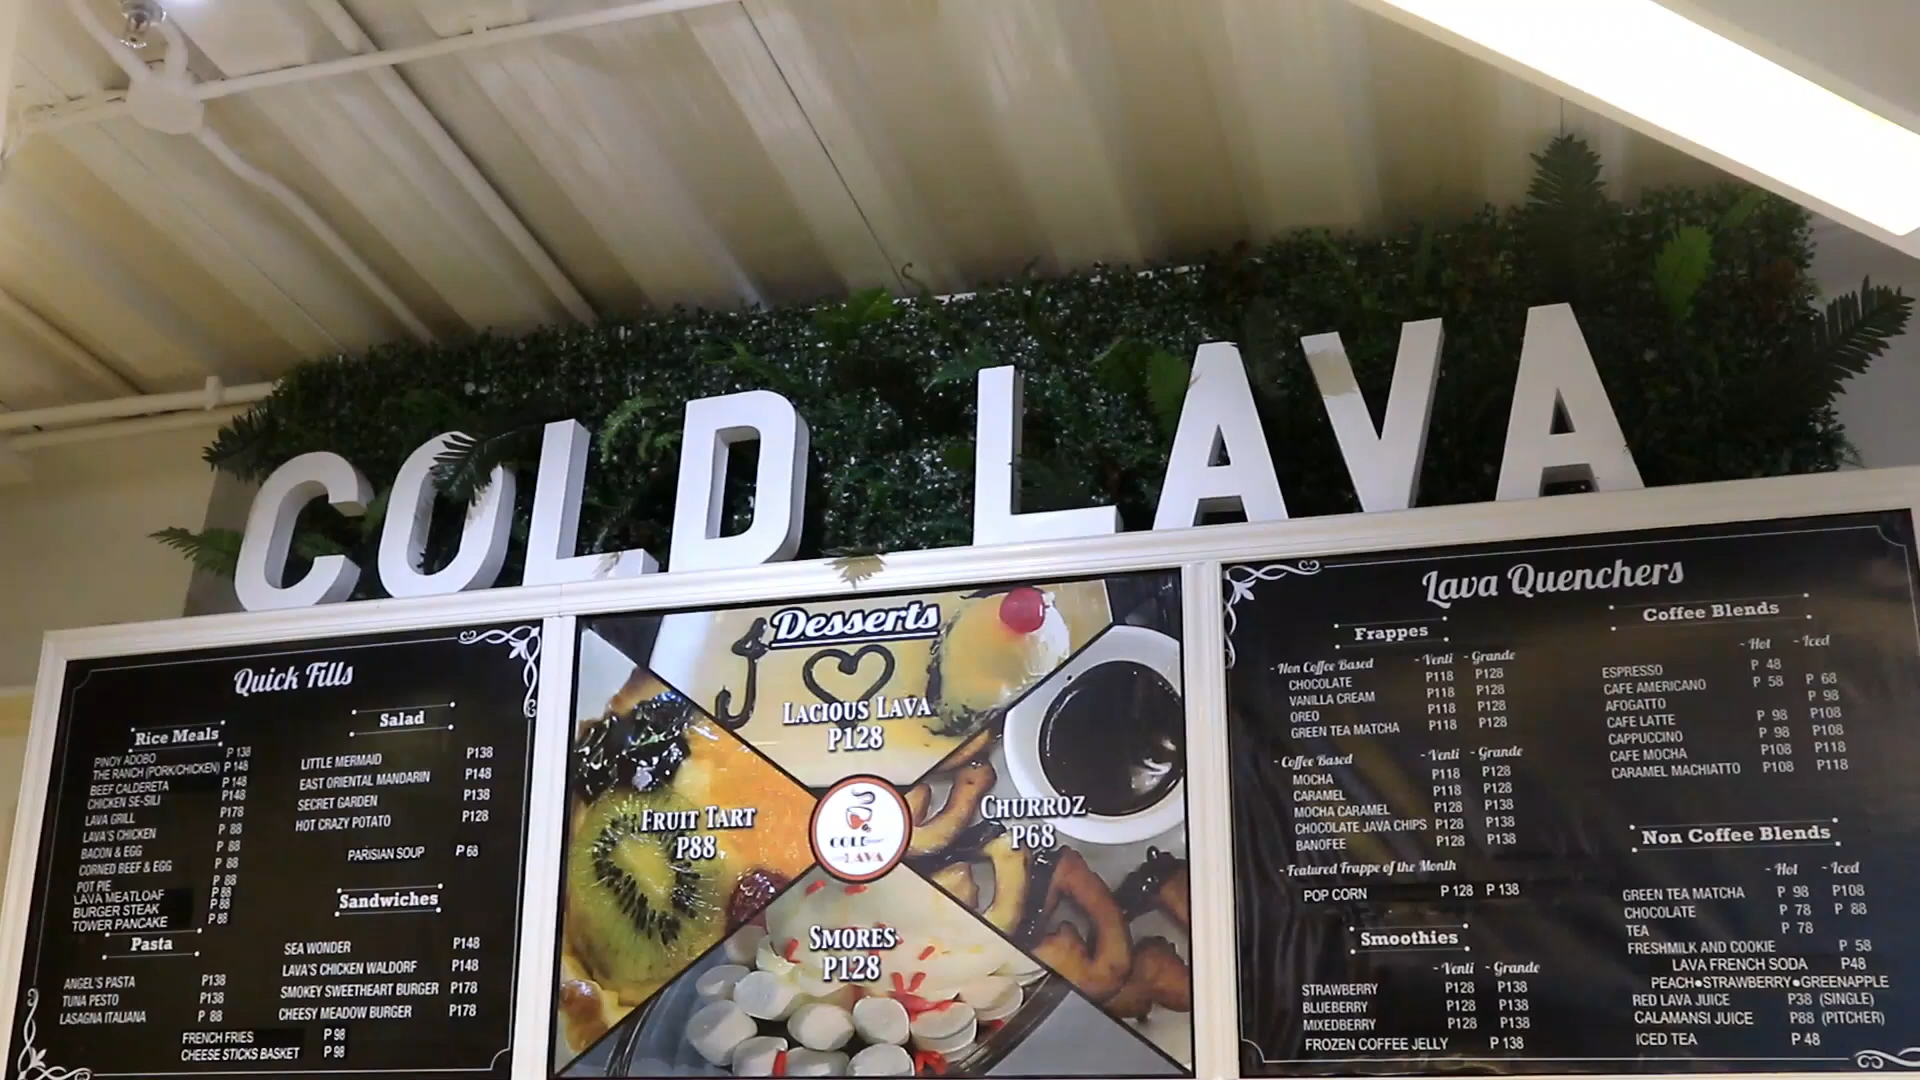 COLD LAVA
Quick Fills
Rice Meals
PINOY ADOBO P 138
THE RANCH (PORK/CHICKEN) P 148
BEEF CALDERETA P 148
CHICKEN SE-SILI P148
LAVA GRILL P178
LAVA'S CHICKEN P 88
BACON & EGG P 88
CORNED BEEF & EGG P 88
POT PIE P 88
LAVA MEATLOAF P 88
BURGER STEAK P 88
TOWER PANCAKE P 88
Pasta
ANGEL'S PASTA P138
TUNA PESTO P138
LASAGNA ITALIANA P 88
Salad
LITTLE MERMAID P138
EAST ORIENTAL MANDARIN P148
SECRET GARDEN P138
HOT CRAZY POTATO P128
PARISIAN SOUP P 68
Sandwiches
SEA WONDER P148
LAVA'S CHICKEN WALDORF P148
SMOKEY SWEETHEART BURGER P178
CHEESY MEADOW BURGER P178
FRENCH FRIES P 98
CHEESE STICKS BASKET P 98
Desserts
LACIOUS LAVA
P128
FRUIT TART
P88
CHURROZ
P68
SMORES
P128
COLD
LAVA
Lava Quenchers
Frappes
- Non Coffee Based - Venti - Grande
CHOCOLATE P118 P128
VANILLA CREAM P118 P128
OREO P118 P128
GREEN TEA MATCHA P118 P128
- Coffee Based - Venti - Grande
MOCHA P118 P128
CARAMEL P118 P128
MOCHA CARAMEL P128 P138
CHOCOLATE JAVA CHIPS P128 P138
BANOFEE P128 P138
- Featured Frappe of the Month
POP CORN P 128 P 138
Smoothies
- Venti - Grande
STRAWBERRY P128 P138
BLUEBERRY P128 P138
MIXEDBERRY P128 P138
FROZEN COFFEE JELLY P 138
Coffee Blends
- Hot - Iced
ESPRESSO P 48
CAFE AMERICANO P 58 P 68
AFOGATTO P 98
CAFE LATTE P 98 P108
CAPPUCCINO P 98 P108
CAFE MOCHA P108 P118
CARAMEL MACHIATTO P108 P118
Non Coffee Blends
- Hot - Iced
GREEN TEA MATCHA P 98 P108
CHOCOLATE P 78 P 88
TEA P 78
FRESHMILK AND COOKIE P 58
LAVA FRENCH SODA P48
PEACH●STRAWBERRY●GREENAPPLE
RED LAVA JUICE P38 (SINGLE)
CALAMANSI JUICE P88 (PITCHER)
ICED TEA P 48